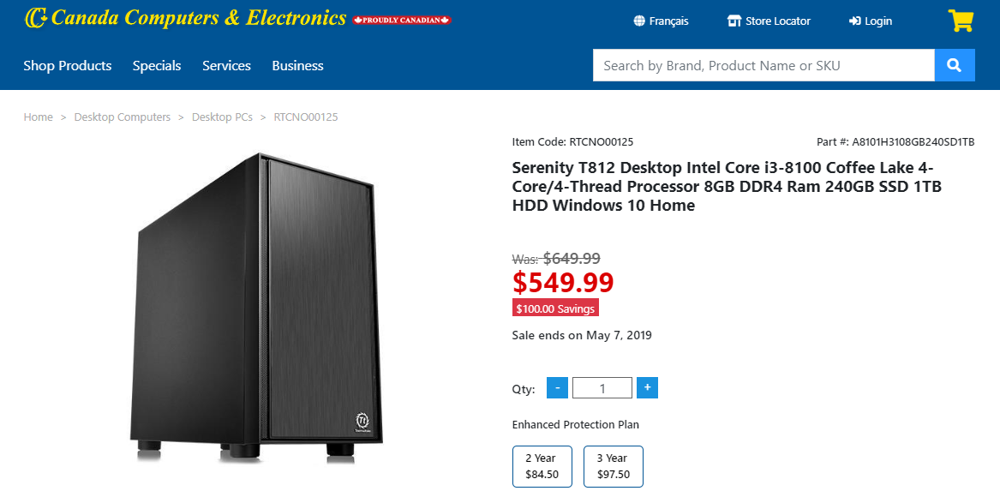 Canada Computers & Electronics PROUDLY CANADIAN
Français Store Locator Login
Shop Products Specials Services Business
Search by Brand, Product Name or SKU
Home > Desktop Computers > Desktop PCs > RTCNO00125
Item Code: RTCNO00125 Part #: A8101H3108GB240SD1TB
Serenity T812 Desktop Intel Core i3-8100 Coffee Lake 4-
Core/4-Thread Processor 8GB DDR4 Ram 240GB SSD 1TB
HDD Windows 10 Home
Was: $649.99
$549.99
$100.00 Savings
Sale ends on May 7, 2019
Qty: - 1 +
Enhanced Protection Plan
2 Year 3 Year
$84.50 $97.50
Tt